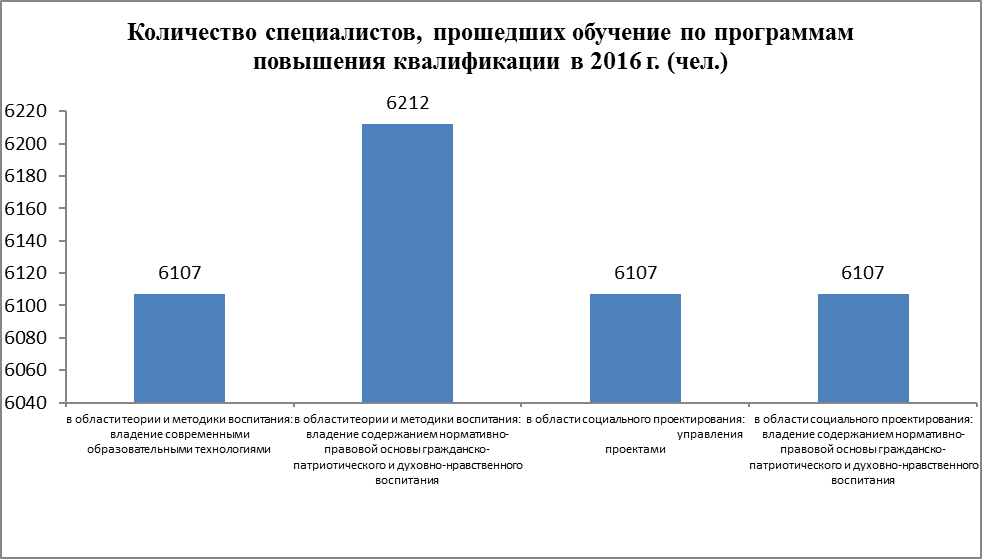 Количество специалистов, прошедших обучение по программам
повышения квалификации в 2016 г. (чел.)
6220
6200
6180
6160
6140
6120
6100
6080
6060
6040
6107
6212
6107
6107
в области теории и методики воспитания:
владение современными
образовательными технологиями
в области теории и методики воспитания:
владение содержанием нормативно-
правовой основы гражданско-
патриотического и духовно-нравственного
воспитания
в области социального проектирования:
управления
проектами
в области социального проектирования:
владение содержанием нормативно-
правовой основы гражданско-
патриотического и духовно-нравственного
воспитания